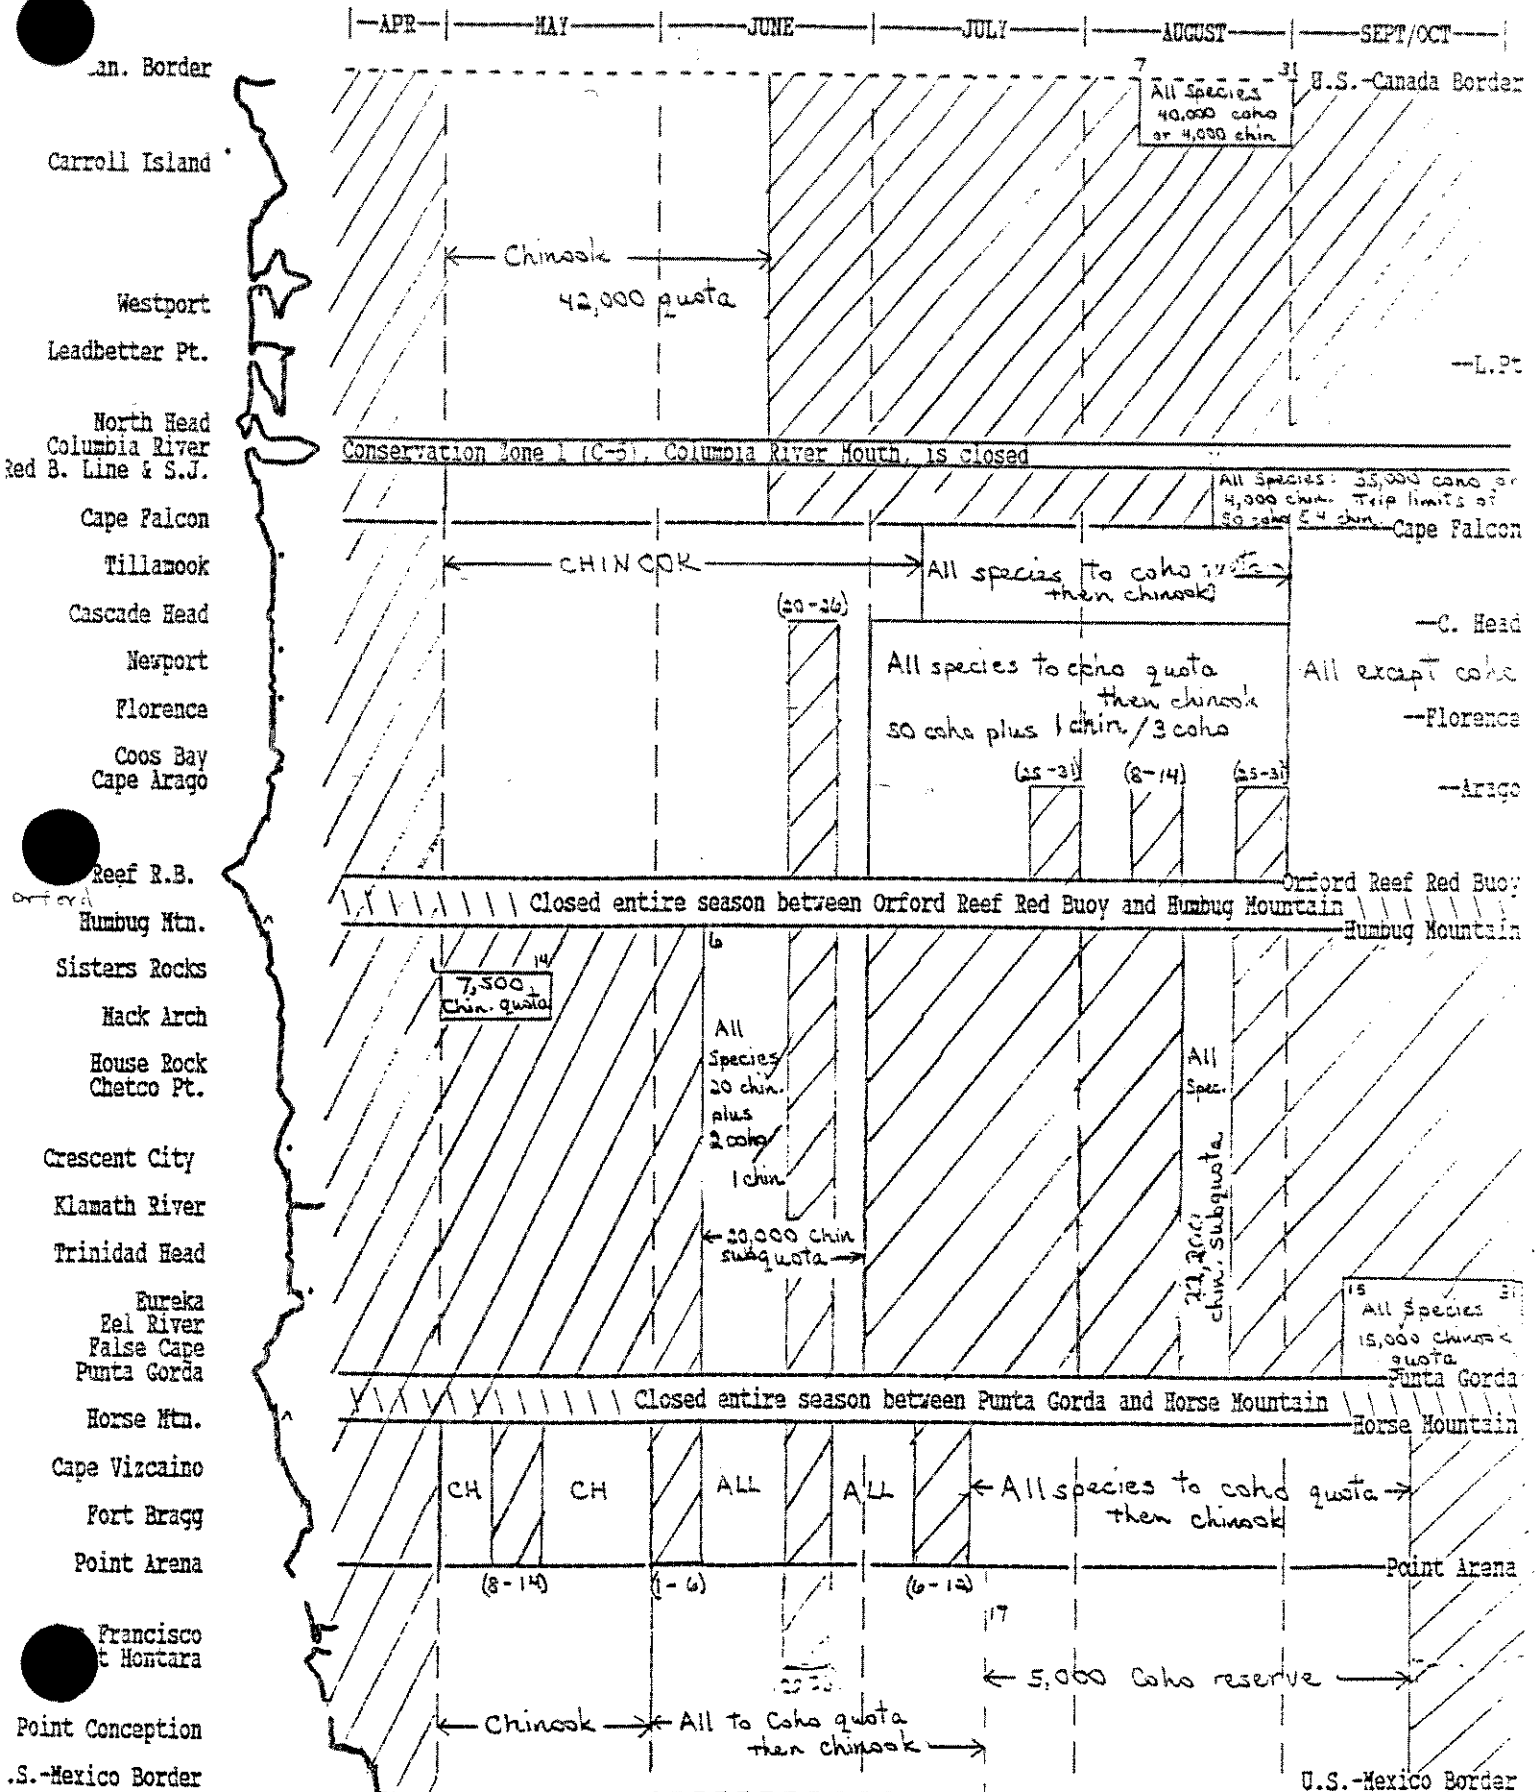 |—APR—|———MAY———|———JUNE———|———JULY———|———AUGUST———|———SEPT/OCT———|
an. Border
7
31
U.S.-Canada Border
All Species
40,000 coho
or 4,000 chin
Carroll Island
← Chinook →
42,000 quota
Westport
Leadbetter Pt.
--L.Pt
North Head
Columbia River
Red B. Line & S.J.
Conservation Zone 1 (C-5), Columbia River Mouth, is closed
All Species: 35,000 coho or
4,000 chin. Trip limits of
50 coho & 4 chin.
Cape Falcon
Cape Falcon
Tillamook
← CHINOOK →
All species to coho quota
then chinook
Cascade Head
(20-26)
—C. Head
Newport
All species to coho quota
then chinook
50 coho plus 1 chin / 3 coho
All except coho
Florence
--Florence
Coos Bay
Cape Arago
(25-31)
(8-14)
(25-31)
--Arago
Reef R.B.
Orford
Orford Reef Red Buoy
Closed entire season between Orford Reef Red Buoy and Humbug Mountain
Humbug Mtn.
Humbug Mountain
6
Sisters Rocks
14
7,500
Chin. quota
Mack Arch
All
Species
20 chin.
plus
2 coho/
1 chin
House Rock
Chetco Pt.
All
Spec.
Crescent City
Klamath River
Trinidad Head
←20,000 chin
subquota→
chin. subquota
Eureka
Eel River
False Cape
Punta Gorda
15
31
All Species
15,000 chinook
quota
Punta Gorda
Closed entire season between Punta Gorda and Horse Mountain
Horse Mtn.
Horse Mountain
Cape Vizcaino
CH
CH
ALL
ALL
← All species to coho quota →
then chinook
Fort Bragg
Point Arena
Point Arena
(8-14)
(1-6)
(6-12)
17
Francisco
t Montara
← 5,000 Coho reserve →
Point Conception
← Chinook →
← All to Coho quota
then chinook →
.S.-Mexico Border
U.S.-Mexico Border